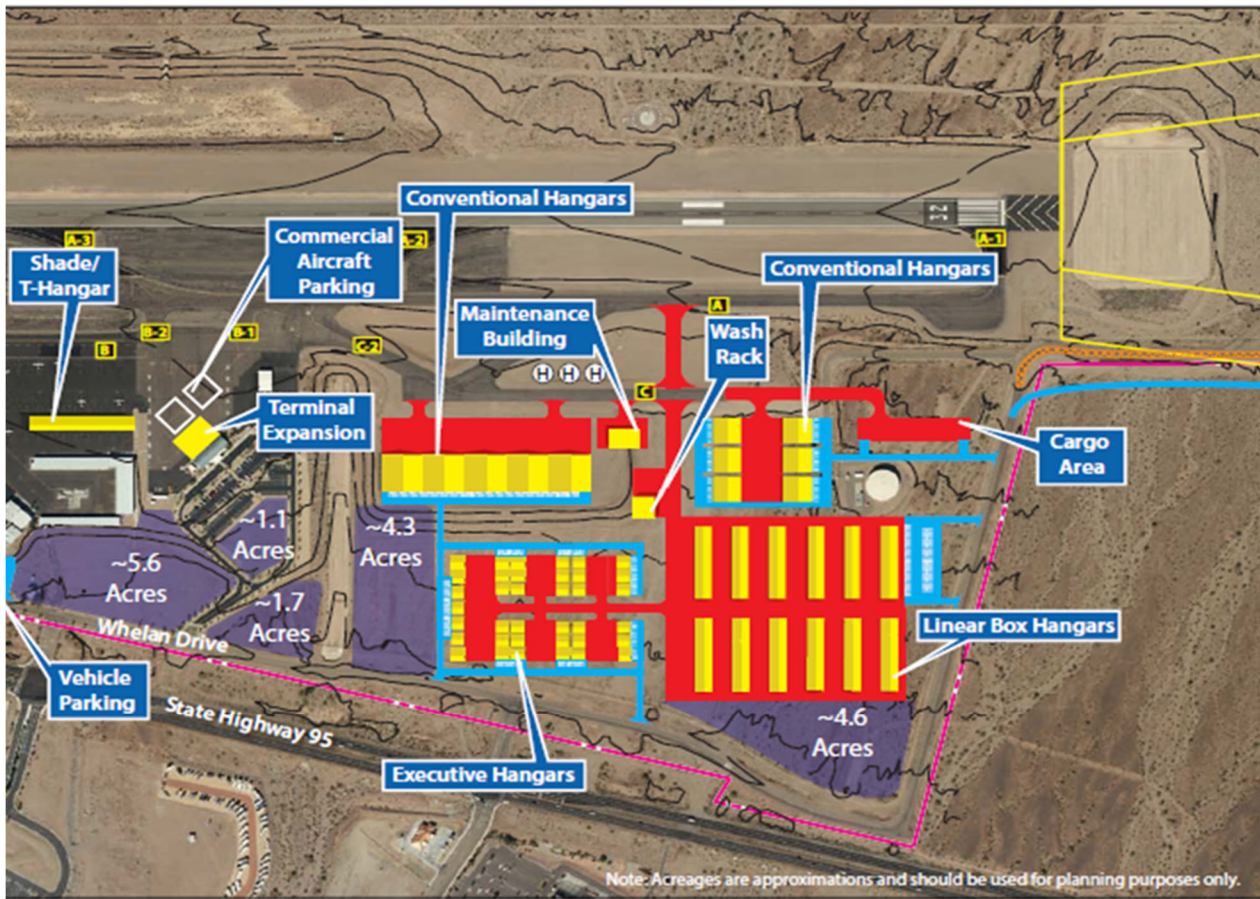 Conventional Hangars
32
A-3
Commercial
Aircraft
Parking
A-2
A-1
Shade/
T-Hangar
Conventional Hangars
Maintenance
Building
A
Wash
Rack
B-2
B-1
B
C-2
H H H
C
Terminal
Expansion
Cargo
Area
~1.1
Acres
~4.3
Acres
~5.6
Acres
~1.7
Acres
Whelan Drive
Linear Box Hangars
Vehicle
Parking
State Highway 95
~4.6
Acres
Executive Hangars
Note: Acreages are approximations and should be used for planning purposes only.